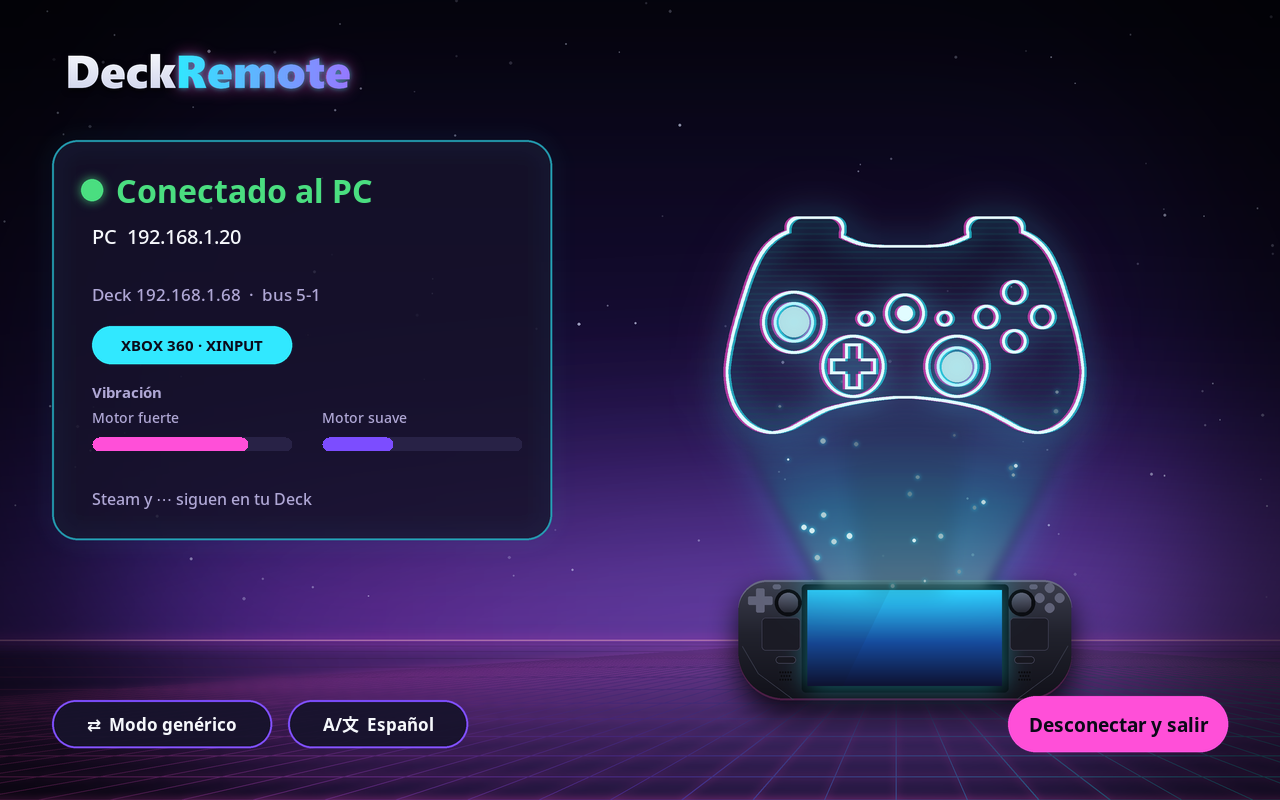 DeckRemote
Conectado al PC
PC 192.168.1.20
Deck 192.168.1.68 · bus 5-1
XBOX 360 · XINPUT
Vibración
Motor fuerte
Motor suave
Steam y ··· siguen en tu Deck
⇄ Modo genérico
A/文 Español
Desconectar y salir